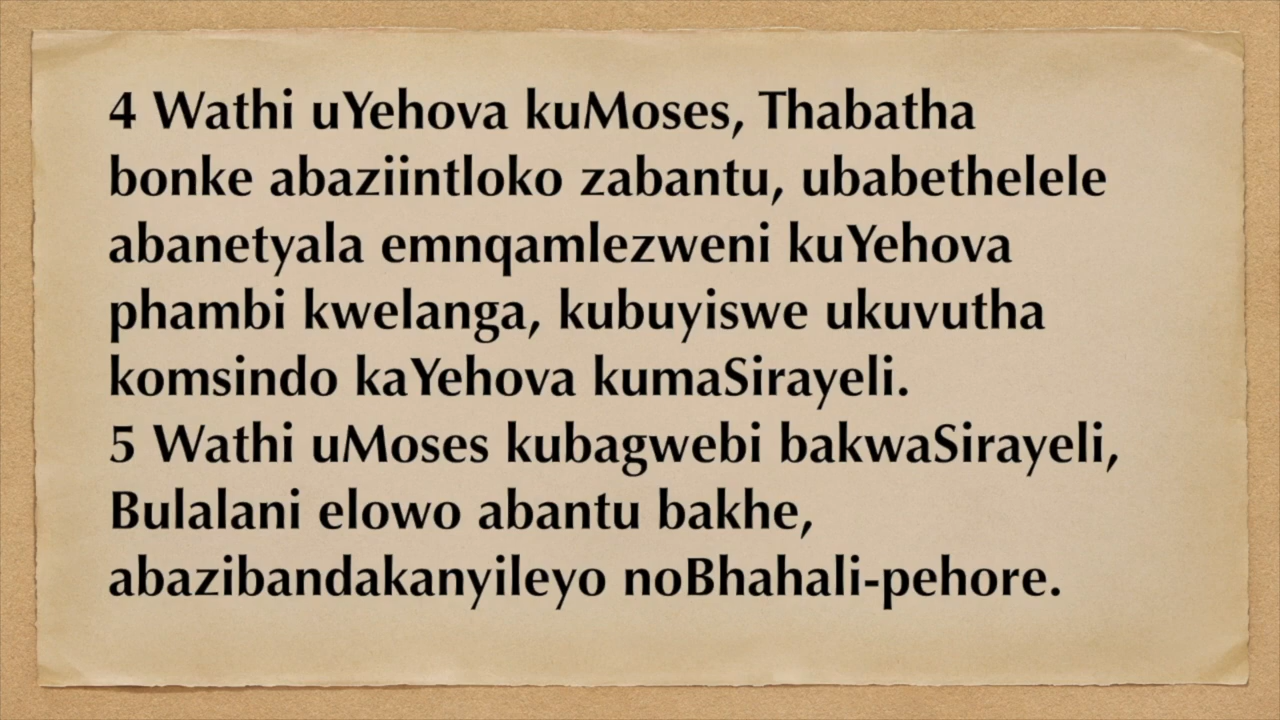 4 Wathi uYehova kuMoses, Thabatha
bonke abaziintloko zabantu, ubabethelele
abanetyala emnqamlezweni kuYehova
phambi kwelanga, kubuyiswe ukuvutha
komsindo kaYehova kumaSirayeli.
5 Wathi uMoses kubagwebi bakwaSirayeli,
Bulalani elowo abantu bakhe,
abazibandakanyileyo noBhahali-pehore.